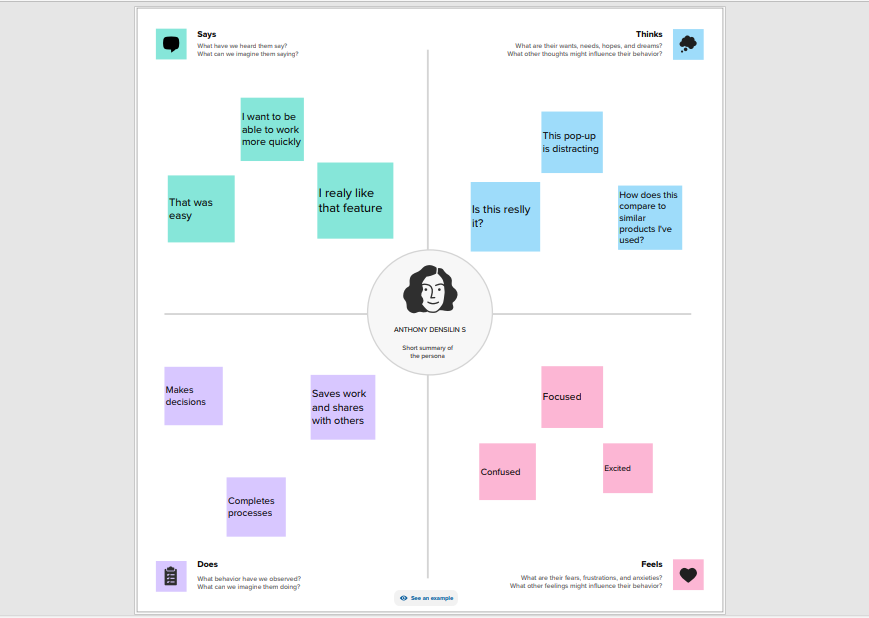 Says
What have we heard them say?
What can we imagine them saying?
Thinks
What are their wants, needs, hopes, and dreams?
What other thoughts might influence their behavior?
I want to be
able to work
more quickly
That was
easy
I realy like
that feature
This pop-up
is distracting
Is this reslly
it?
How does this
compare to
similar
products I've
used?
ANTHONY DENSILIN S
Short summary of
the persona
Makes
decisions
Saves work
and shares
with others
Completes
processes
Focused
Confused
Excited
Does
What behavior have we observed?
What can we imagine them doing?
Feels
What are their fears, frustrations, and anxieties?
What other feelings might influence their behavior?
See an example